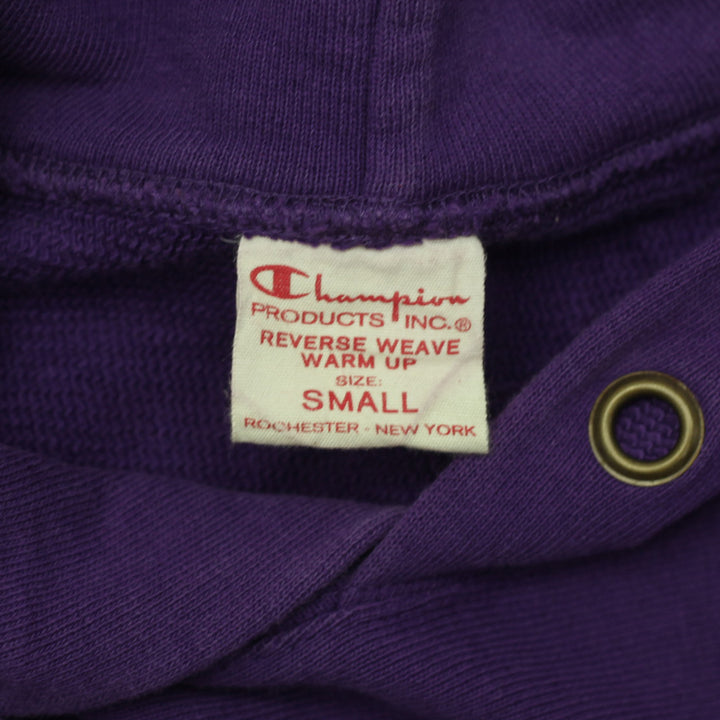 Champion
PRODUCTS INC.®
REVERSE WEAVE
WARM UP
SIZE:
SMALL
ROCHESTER - NEW YORK